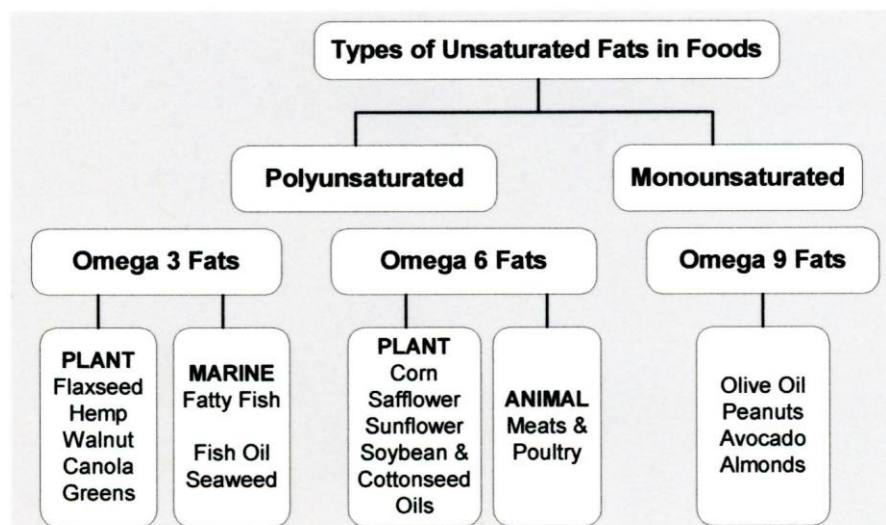 Types of Unsaturated Fats in Foods
Polyunsaturated
Monounsaturated
Omega 3 Fats
Omega 6 Fats
Omega 9 Fats
PLANT
Flaxseed
Hemp
Walnut
Canola
Greens
MARINE
Fatty Fish
Fish Oil
Seaweed
PLANT
Corn
Safflower
Sunflower
Soybean &
Cottonseed
Oils
ANIMAL
Meats &
Poultry
Olive Oil
Peanuts
Avocado
Almonds